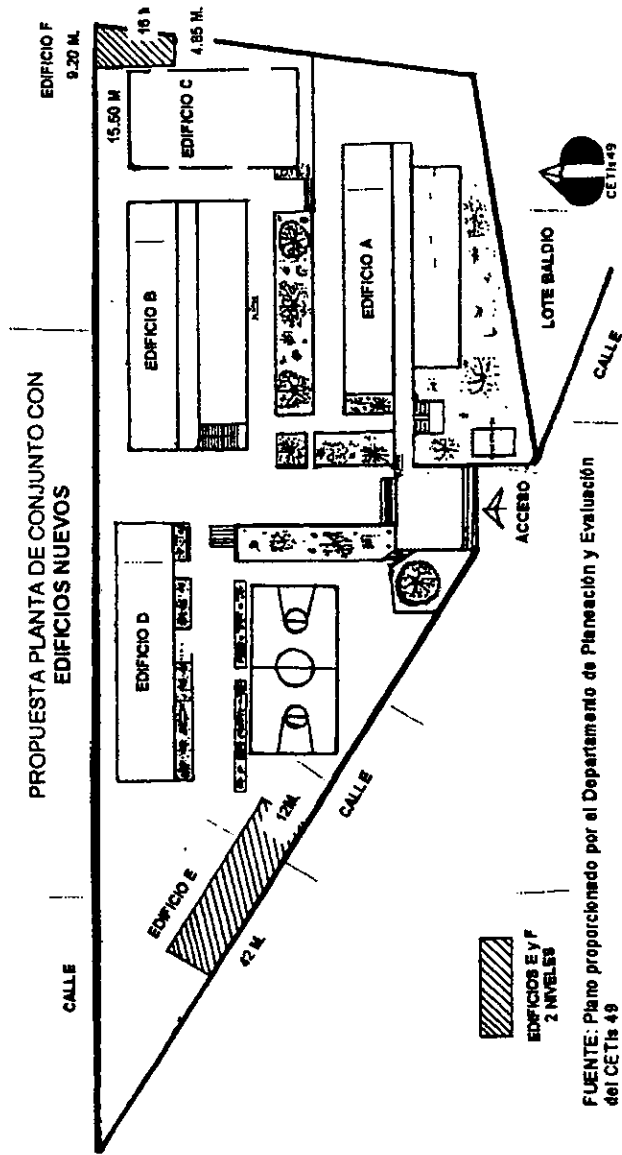 PROPUESTA PLANTA DE CONJUNTO CON
EDIFICIOS NUEVOS
CALLE
EDIFICIO F
9.20 M.
4.85 M.
15.50 M
EDIFICIO C
EDIFICIO B
EDIFICIO D
EDIFICIO A
EDIFICIO E
12M.
42 M.
CALLE
ACCESO
LOTE BALDIO
CALLE
CETIs 49
EDIFICIOS E y F
2 NIVELES
FUENTE: Plano proporcionado por el Departamento de Planeación y Evaluación
del CETIs 49